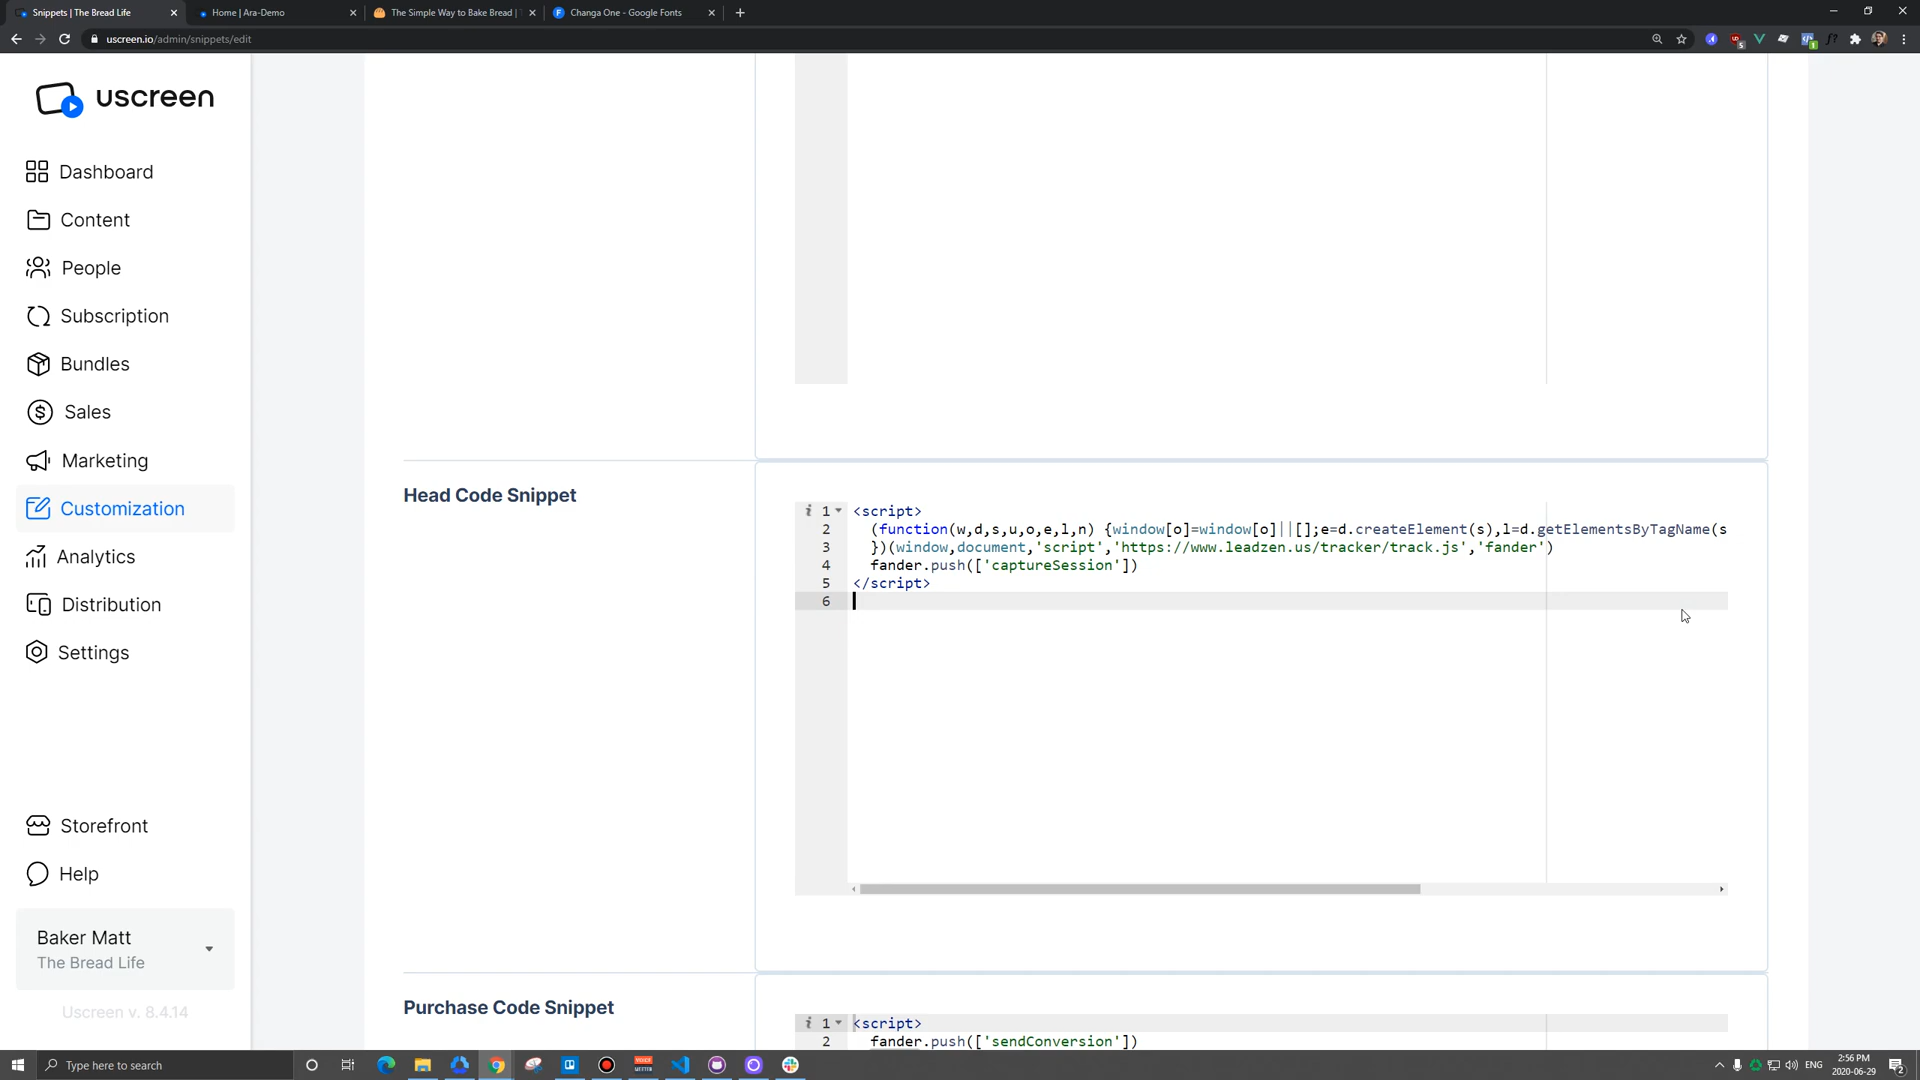 Snippets | The Bread Life
Home | Ara-Demo
The Simple Way to Bake Bread |
Changa One - Google Fonts
uscreen.io/admin/snippets/edit
uscreen
Dashboard
Content
People
Subscription
Bundles
Sales
Marketing
Customization
Analytics
Distribution
Settings
Storefront
Help
Baker Matt
The Bread Life
Uscreen v. 8.4.14
Head Code Snippet
1 <script>
2 (function(w,d,s,u,o,e,l,n) {window[o]=window[o]||[];e=d.createElement(s),l=d.getElementsByTagName(s
3 })(window,document,'script','https://www.leadzen.us/tracker/track.js','fander')
4 fander.push(['captureSession'])
5 </script>
6
Purchase Code Snippet
1 <script>
2 fander.push(['sendConversion'])
Type here to search
ENG
2:56 PM
2020-06-29